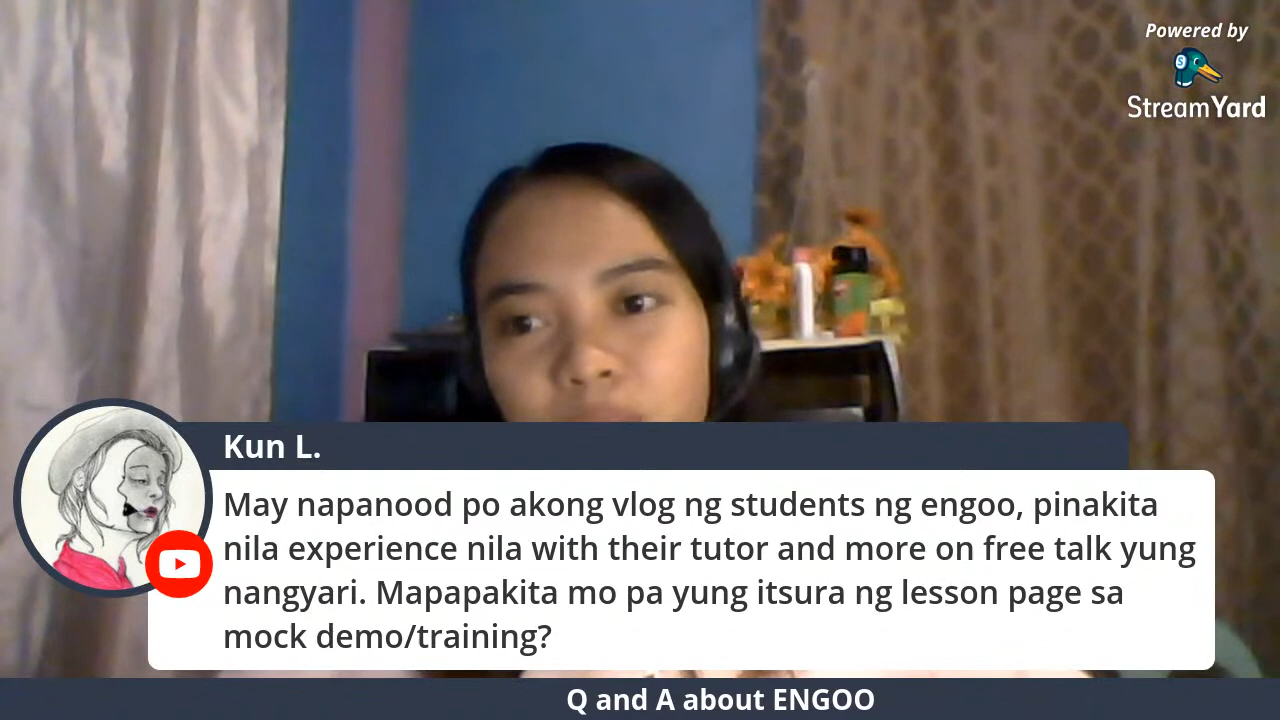 Powered by
StreamYard
Kun L.
May napanood po akong vlog ng students ng engoo, pinakita
nila experience nila with their tutor and more on free talk yung
nangyari. Mapapakita mo pa yung itsura ng lesson page sa
mock demo/training?
Q and A about ENGOO